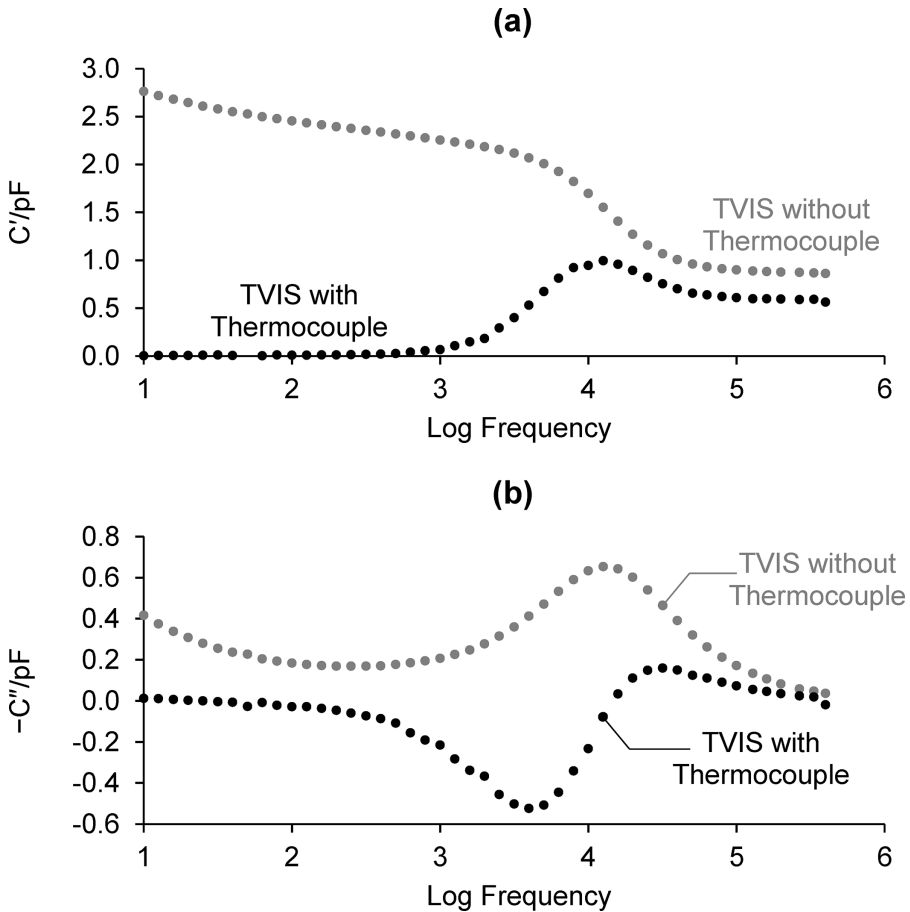 (a)
3.0
2.5
2.0
1.5
1.0
0.5
0.0
C′/pF
TVIS without
Thermocouple
TVIS with
Thermocouple
1 2 3 4 5 6
Log Frequency
(b)
0.8
0.6
0.4
0.2
0.0
-0.2
-0.4
-0.6
−C″/pF
TVIS without
Thermocouple
TVIS with
Thermocouple
1 2 3 4 5 6
Log Frequency